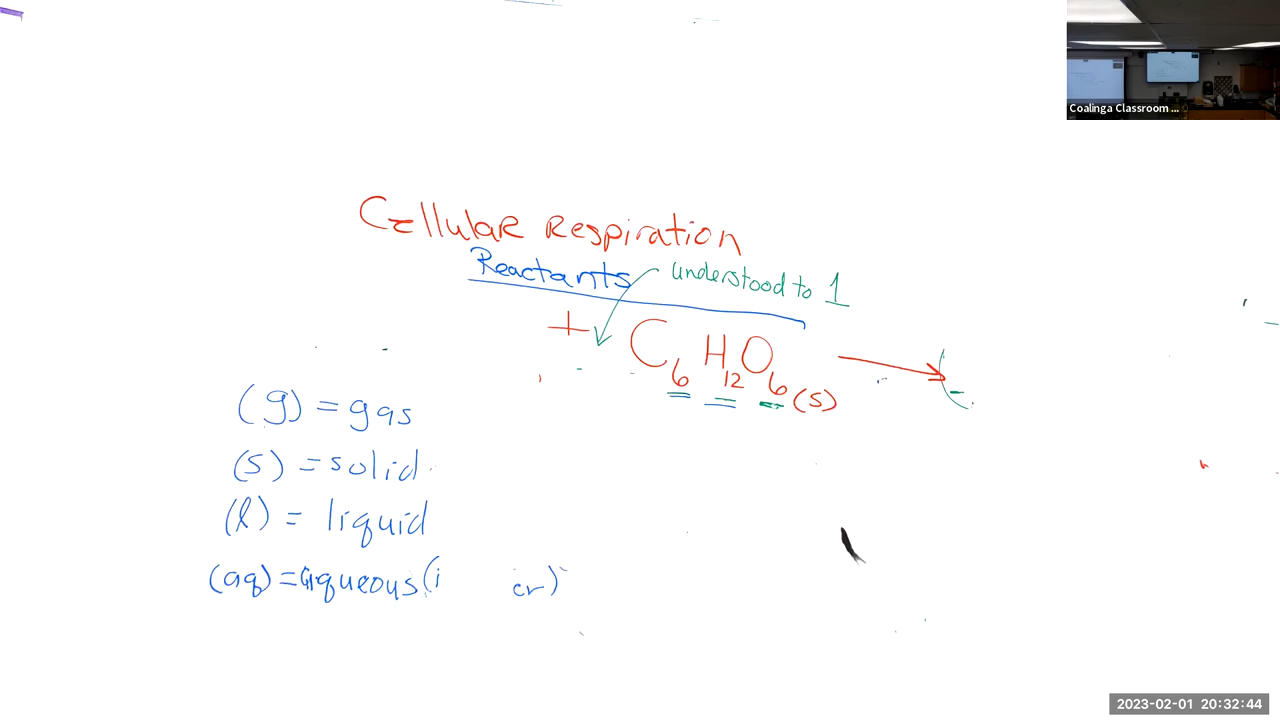 Coalinga Classroom ...
Cellular Respiration
Reactants
understood to 1
+ C6H12O6(s) →
(g) = gas
(s) = solid
(l) = liquid
(aq) = aqueous (i
2023-02-01 20:32:44